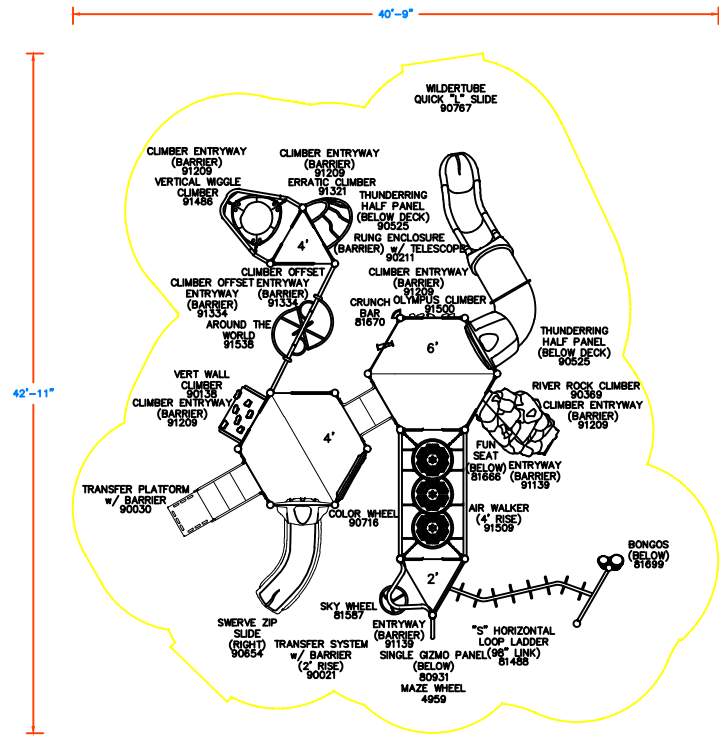 40'-9"
WILDERTUBE
QUICK "L" SLIDE
90767
42'-11"
CLIMBER ENTRYWAY
(BARRIER)
91209
VERTICAL WIGGLE
CLIMBER
91486
CLIMBER ENTRYWAY
(BARRIER)
91209
ERRATIC CLIMBER
91321
THUNDERRING
HALF PANEL
(BELOW DECK)
90525
RUNG ENCLOSURE
(BARRIER) w/ TELESCOPE
90211
4'
CLIMBER OFFSET
ENTRYWAY
(BARRIER)
91334
CLIMBER OFFSET
ENTRYWAY
(BARRIER)
91334
AROUND THE
WORLD
91538
CLIMBER ENTRYWAY
(BARRIER)
91209
OLYMPUS CLIMBER
91500
CRUNCH
BAR
81670
6'
THUNDERRING
HALF PANEL
(BELOW DECK)
90525
VERT WALL
CLIMBER
90138
CLIMBER ENTRYWAY
(BARRIER)
91209
RIVER ROCK CLIMBER
90369
CLIMBER ENTRYWAY
(BARRIER)
91209
4'
FUN
SEAT
(BELOW)
81666
ENTRYWAY
(BARRIER)
91139
TRANSFER PLATFORM
w/ BARRIER
90030
COLOR WHEEL
90716
AIR WALKER
(4' RISE)
91509
BONGOS
(BELOW)
81699
2'
SKY WHEEL
81587
SWERVE ZIP
SLIDE
(RIGHT)
90654
TRANSFER SYSTEM
w/ BARRIER
(2' RISE)
90021
ENTRYWAY
(BARRIER)
91139
SINGLE GIZMO PANEL
(BELOW)
80931
MAZE WHEEL
4959
"S" HORIZONTAL
LOOP LADDER
(98" LINK)
81488